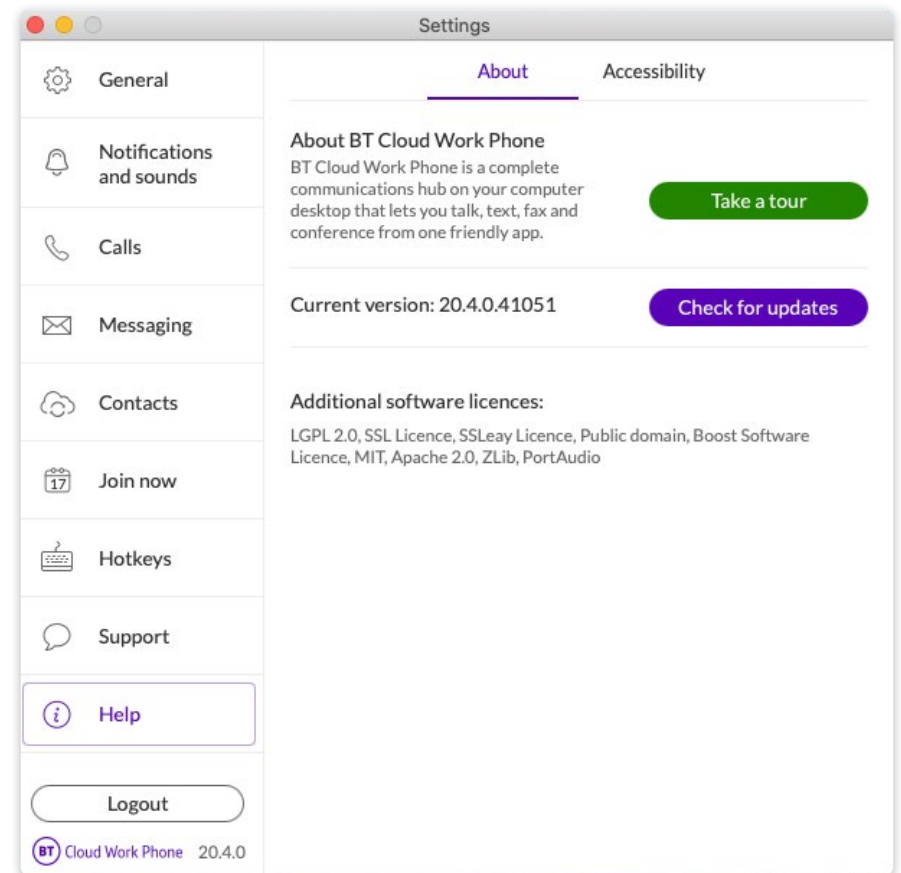 Settings
General
Notifications
and sounds
Calls
Messaging
Contacts
17
Join now
Hotkeys
Support
Help
Logout
BT Cloud Work Phone 20.4.0
About
Accessibility
About BT Cloud Work Phone
BT Cloud Work Phone is a complete
communications hub on your computer
desktop that lets you talk, text, fax and
conference from one friendly app.
Take a tour
Current version: 20.4.0.41051
Check for updates
Additional software licences:
LGPL 2.0, SSL Licence, SSLeay Licence, Public domain, Boost Software
Licence, MIT, Apache 2.0, ZLib, PortAudio